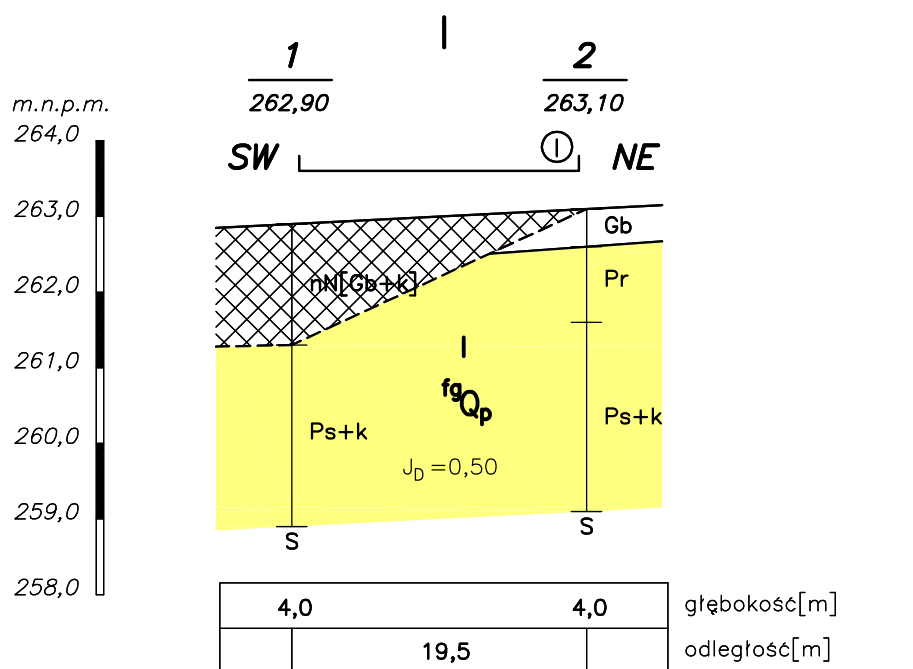 I
1 2
m.n.p.m. 262,90 263,10
264,0
SW I NE
263,0
Gb
262,0 nN[Gb+k] Pr
261,0
I
fgQp
260,0 Ps+k Ps+k
JD=0,50
259,0
S S
258,0
4,0 4,0 głębokość[m]
19,5 odległość[m]